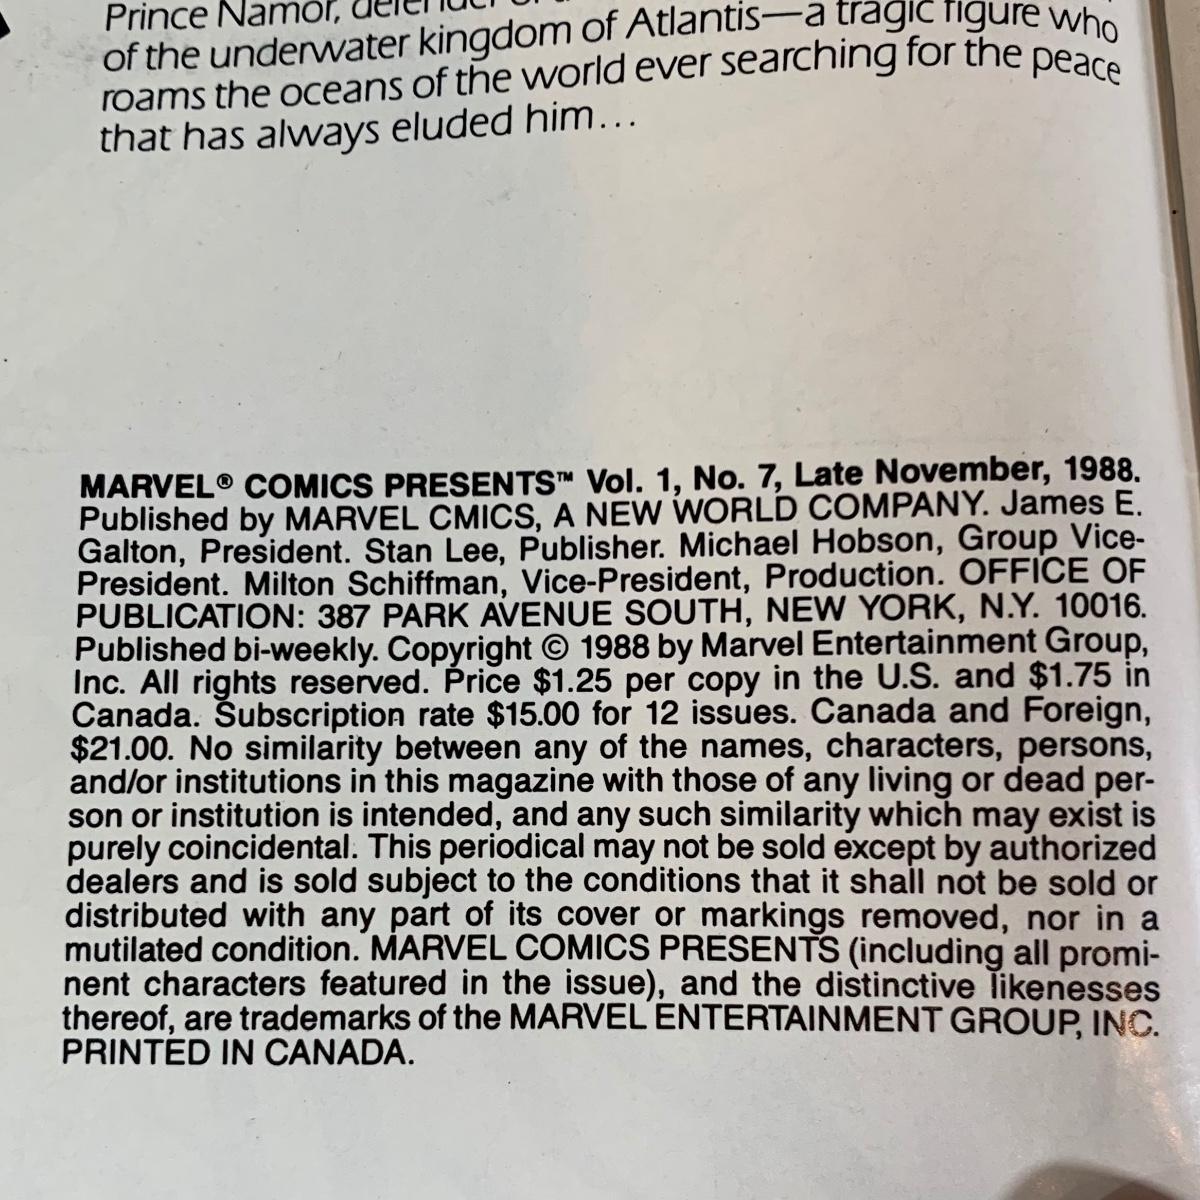 Prince Namor, defender of
of the underwater kingdom of Atlantis—a tragic figure who
roams the oceans of the world ever searching for the peace
that has always eluded him...
MARVEL® COMICS PRESENTS™ Vol. 1, No. 7, Late November, 1988.
Published by MARVEL CMICS, A NEW WORLD COMPANY. James E.
Galton, President. Stan Lee, Publisher. Michael Hobson, Group Vice-
President. Milton Schiffman, Vice-President, Production. OFFICE OF
PUBLICATION: 387 PARK AVENUE SOUTH, NEW YORK, N.Y. 10016.
Published bi-weekly. Copyright © 1988 by Marvel Entertainment Group,
Inc. All rights reserved. Price $1.25 per copy in the U.S. and $1.75 in
Canada. Subscription rate $15.00 for 12 issues. Canada and Foreign,
$21.00. No similarity between any of the names, characters, persons,
and/or institutions in this magazine with those of any living or dead per-
son or institution is intended, and any such similarity which may exist is
purely coincidental. This periodical may not be sold except by authorized
dealers and is sold subject to the conditions that it shall not be sold or
distributed with any part of its cover or markings removed, nor in a
mutilated condition. MARVEL COMICS PRESENTS (including all promi-
nent characters featured in the issue), and the distinctive likenesses
thereof, are trademarks of the MARVEL ENTERTAINMENT GROUP, INC.
PRINTED IN CANADA.